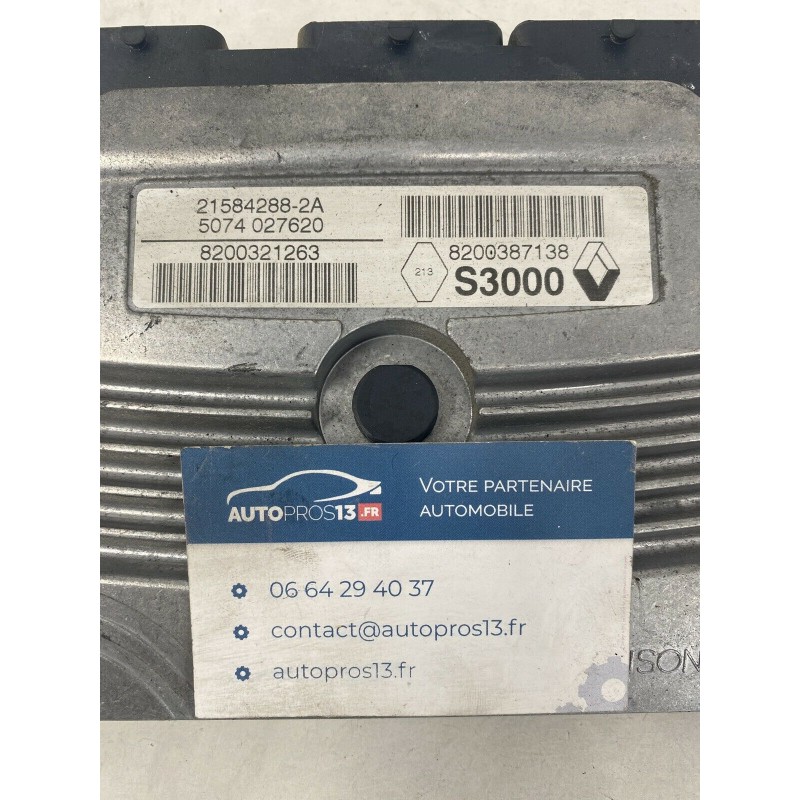 21584288-2A
5074 027620
8200321263
8200387138
213
S3000
VOTRE PARTENAIRE
AUTOMOBILE
AUTOPROS13.FR
06 64 29 40 37
contact@autopros13.fr
autopros13.fr